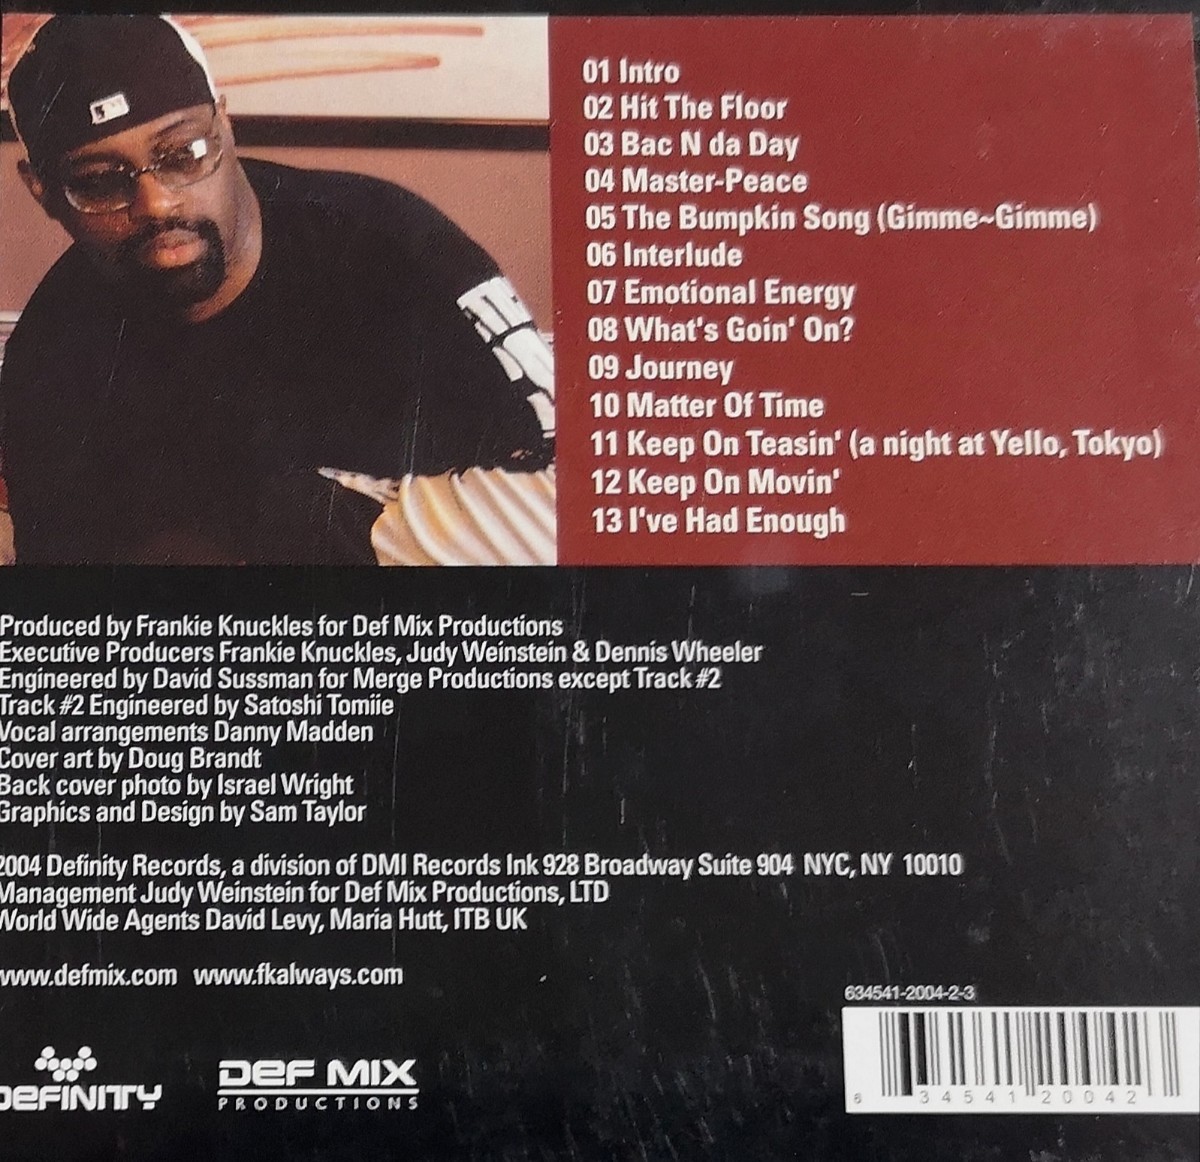 01 Intro
02 Hit The Floor
03 Bac N da Day
04 Master-Peace
05 The Bumpkin Song (Gimme~Gimme)
06 Interlude
07 Emotional Energy
08 What's Goin' On?
09 Journey
10 Matter Of Time
11 Keep On Teasin' (a night at Yello, Tokyo)
12 Keep On Movin'
13 I've Had Enough
Produced by Frankie Knuckles for Def Mix Productions
Executive Producers Frankie Knuckles, Judy Weinstein & Dennis Wheeler
Engineered by David Sussman for Merge Productions except Track #2
Track #2 Engineered by Satoshi Tomiie
Vocal arrangements Danny Madden
Cover art by Doug Brandt
Back cover photo by Israel Wright
Graphics and Design by Sam Taylor
2004 Definity Records, a division of DMI Records Ink 928 Broadway Suite 904 NYC, NY 10010
Management Judy Weinstein for Def Mix Productions, LTD
World Wide Agents David Levy, Maria Hutt, ITB UK
www.defmix.com www.fkalways.com
634541-2004-2-3
6 34541 20042
DEFINITY
DEF MIX
PRODUCTIONS